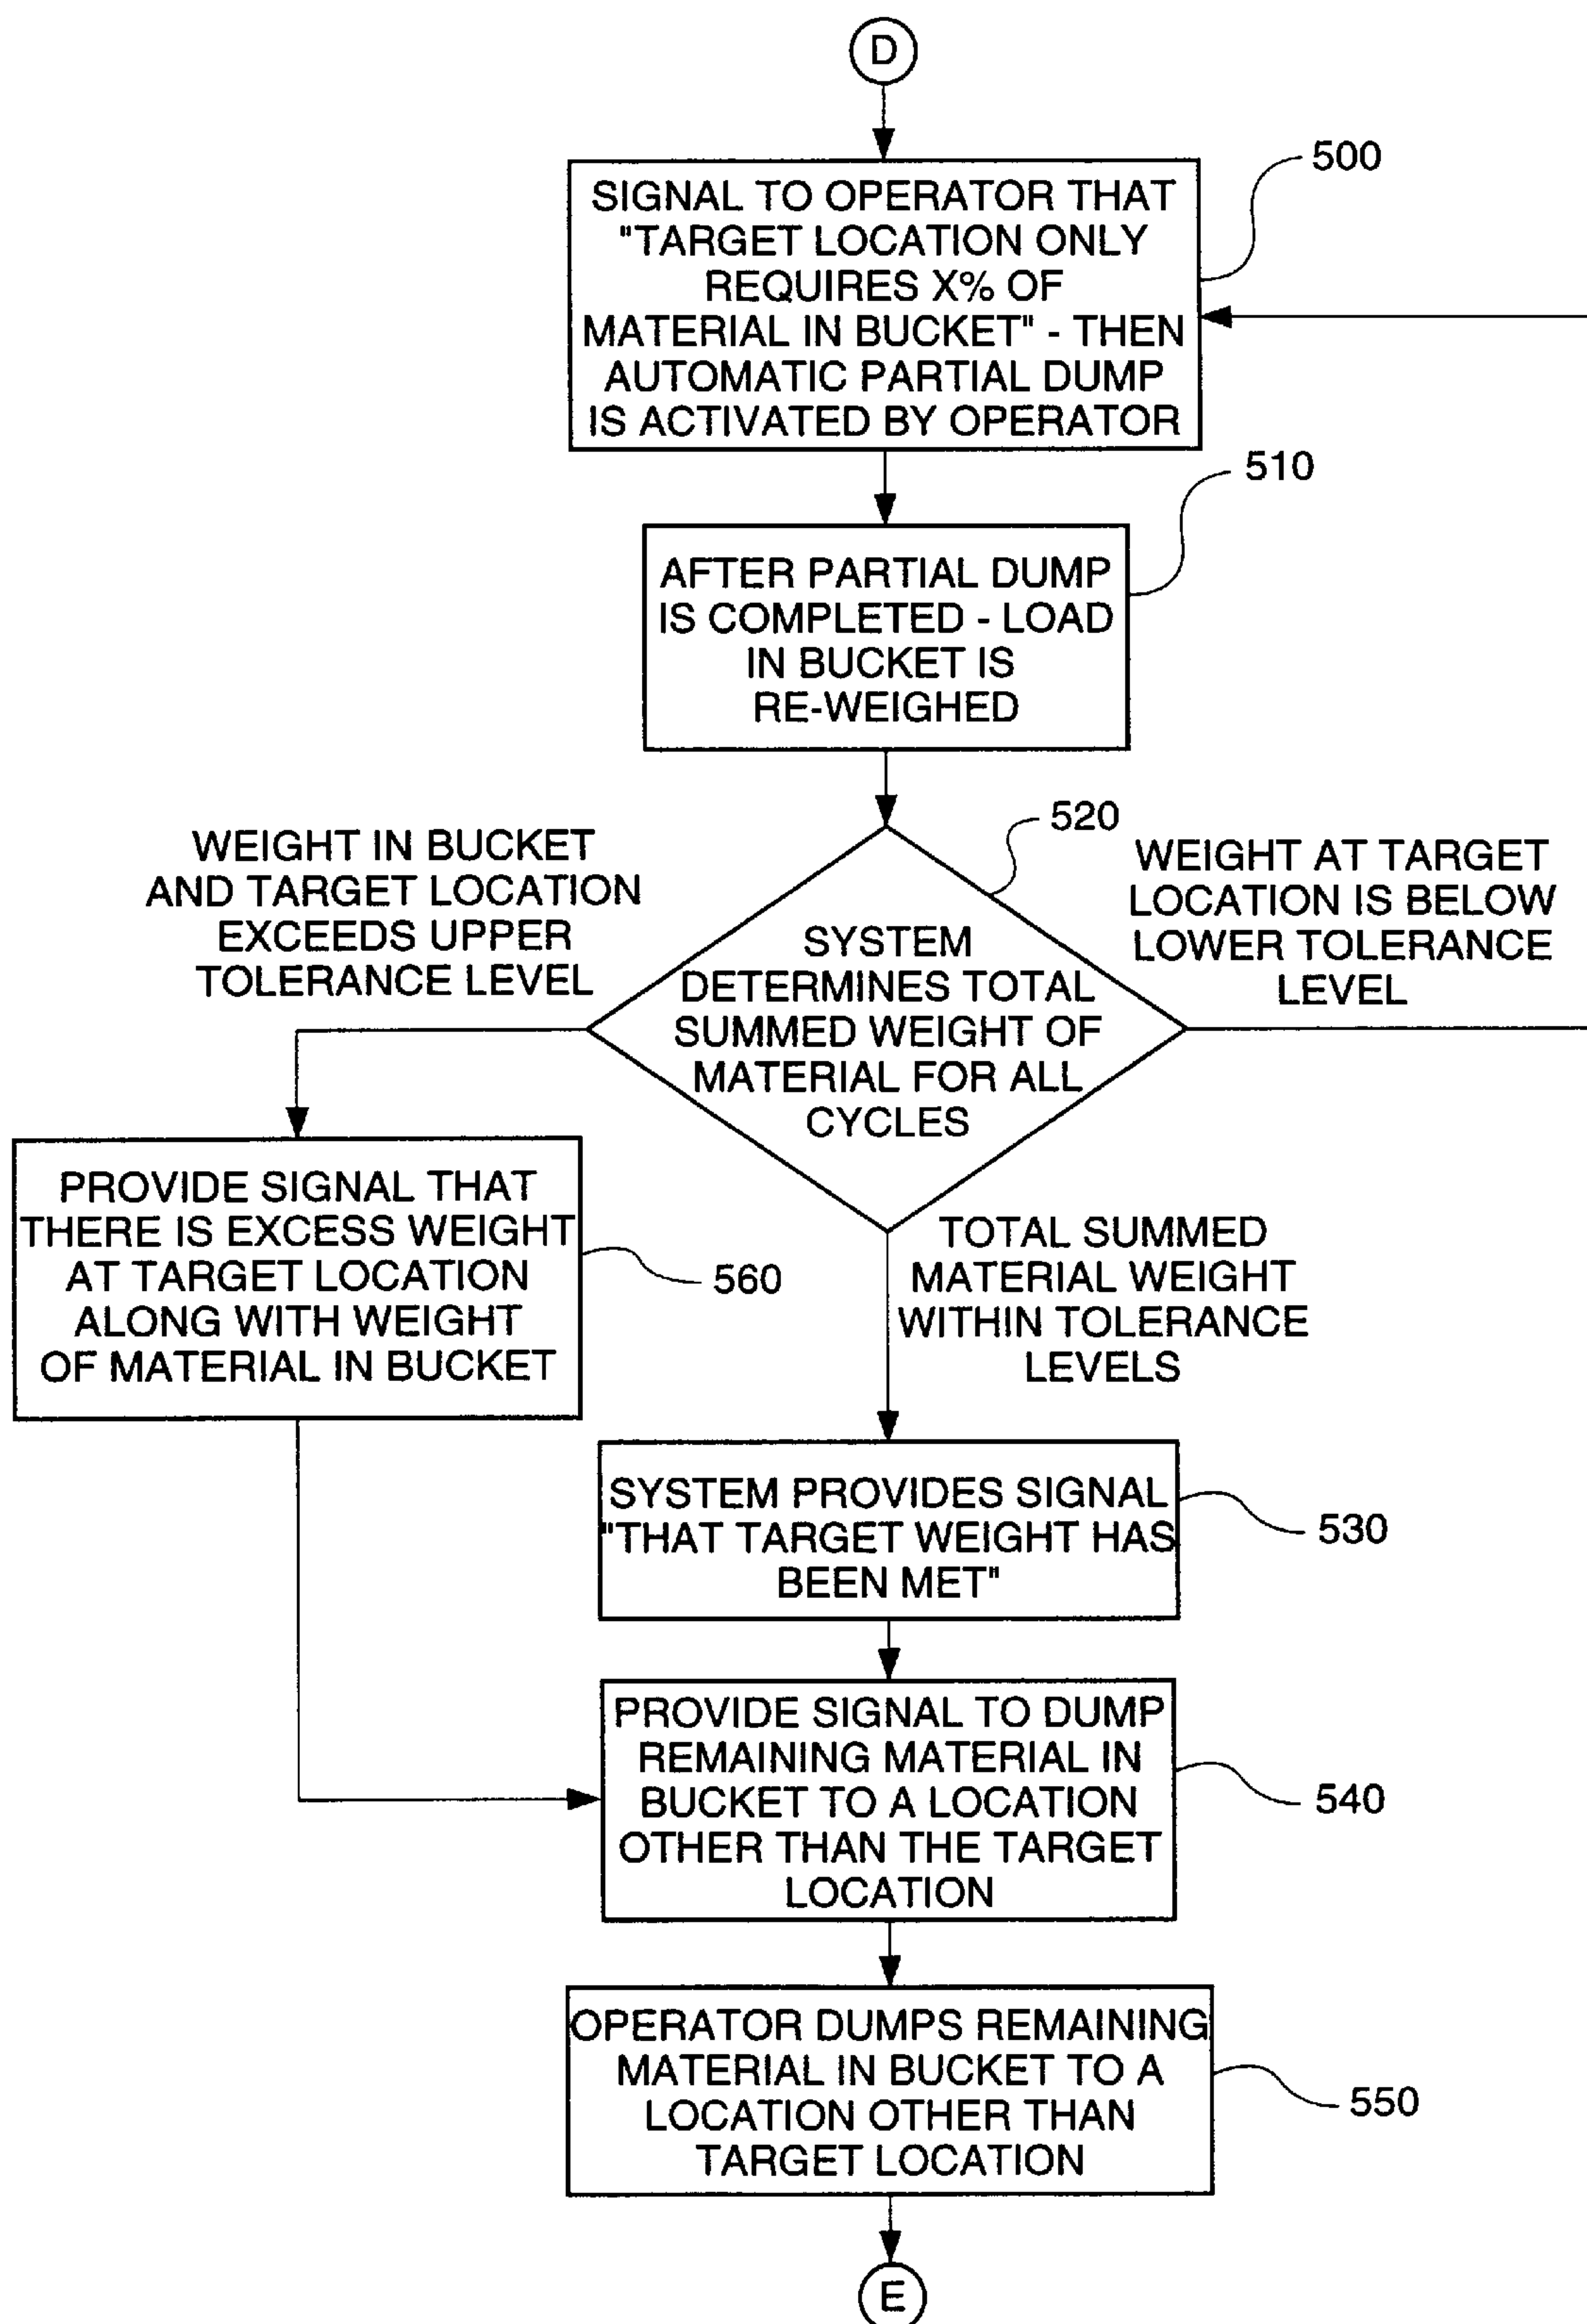 D
500
SIGNAL TO OPERATOR THAT
"TARGET LOCATION ONLY
REQUIRES X% OF
MATERIAL IN BUCKET" - THEN
AUTOMATIC PARTIAL DUMP
IS ACTIVATED BY OPERATOR
510
AFTER PARTIAL DUMP
IS COMPLETED - LOAD
IN BUCKET IS
RE-WEIGHED
520
WEIGHT IN BUCKET
AND TARGET LOCATION
EXCEEDS UPPER
TOLERANCE LEVEL
SYSTEM
DETERMINES TOTAL
SUMMED WEIGHT OF
MATERIAL FOR ALL
CYCLES
WEIGHT AT TARGET
LOCATION IS BELOW
LOWER TOLERANCE
LEVEL
PROVIDE SIGNAL THAT
THERE IS EXCESS WEIGHT
AT TARGET LOCATION
ALONG WITH WEIGHT
OF MATERIAL IN BUCKET
560
TOTAL SUMMED
MATERIAL WEIGHT
WITHIN TOLERANCE
LEVELS
SYSTEM PROVIDES SIGNAL
"THAT TARGET WEIGHT HAS
BEEN MET"
530
PROVIDE SIGNAL TO DUMP
REMAINING MATERIAL IN
BUCKET TO A LOCATION
OTHER THAN THE TARGET
LOCATION
540
OPERATOR DUMPS REMAINING
MATERIAL IN BUCKET TO A
LOCATION OTHER THAN
TARGET LOCATION
550
E